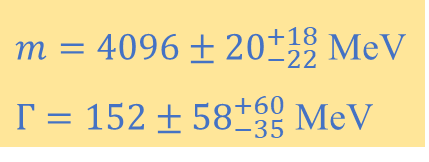 m = 4096 ± 20 +18 −22 MeV
Γ = 152 ± 58 +60 −35 MeV